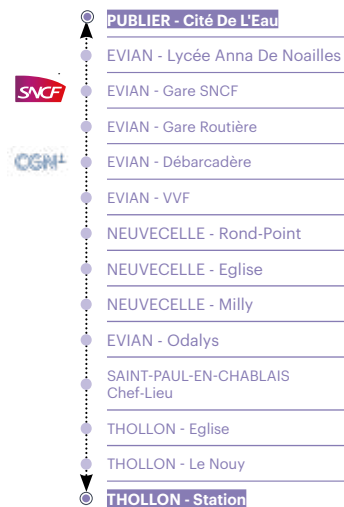 PUBLIER - Cité De L'Eau
EVIAN - Lycée Anna De Noailles
SNCF
EVIAN - Gare SNCF
EVIAN - Gare Routière
CGN
EVIAN - Débarcadère
EVIAN - VVF
NEUVECELLE - Rond-Point
NEUVECELLE - Eglise
NEUVECELLE - Milly
EVIAN - Odalys
SAINT-PAUL-EN-CHABLAIS
Chef-Lieu
THOLLON - Eglise
THOLLON - Le Nouy
THOLLON - Station